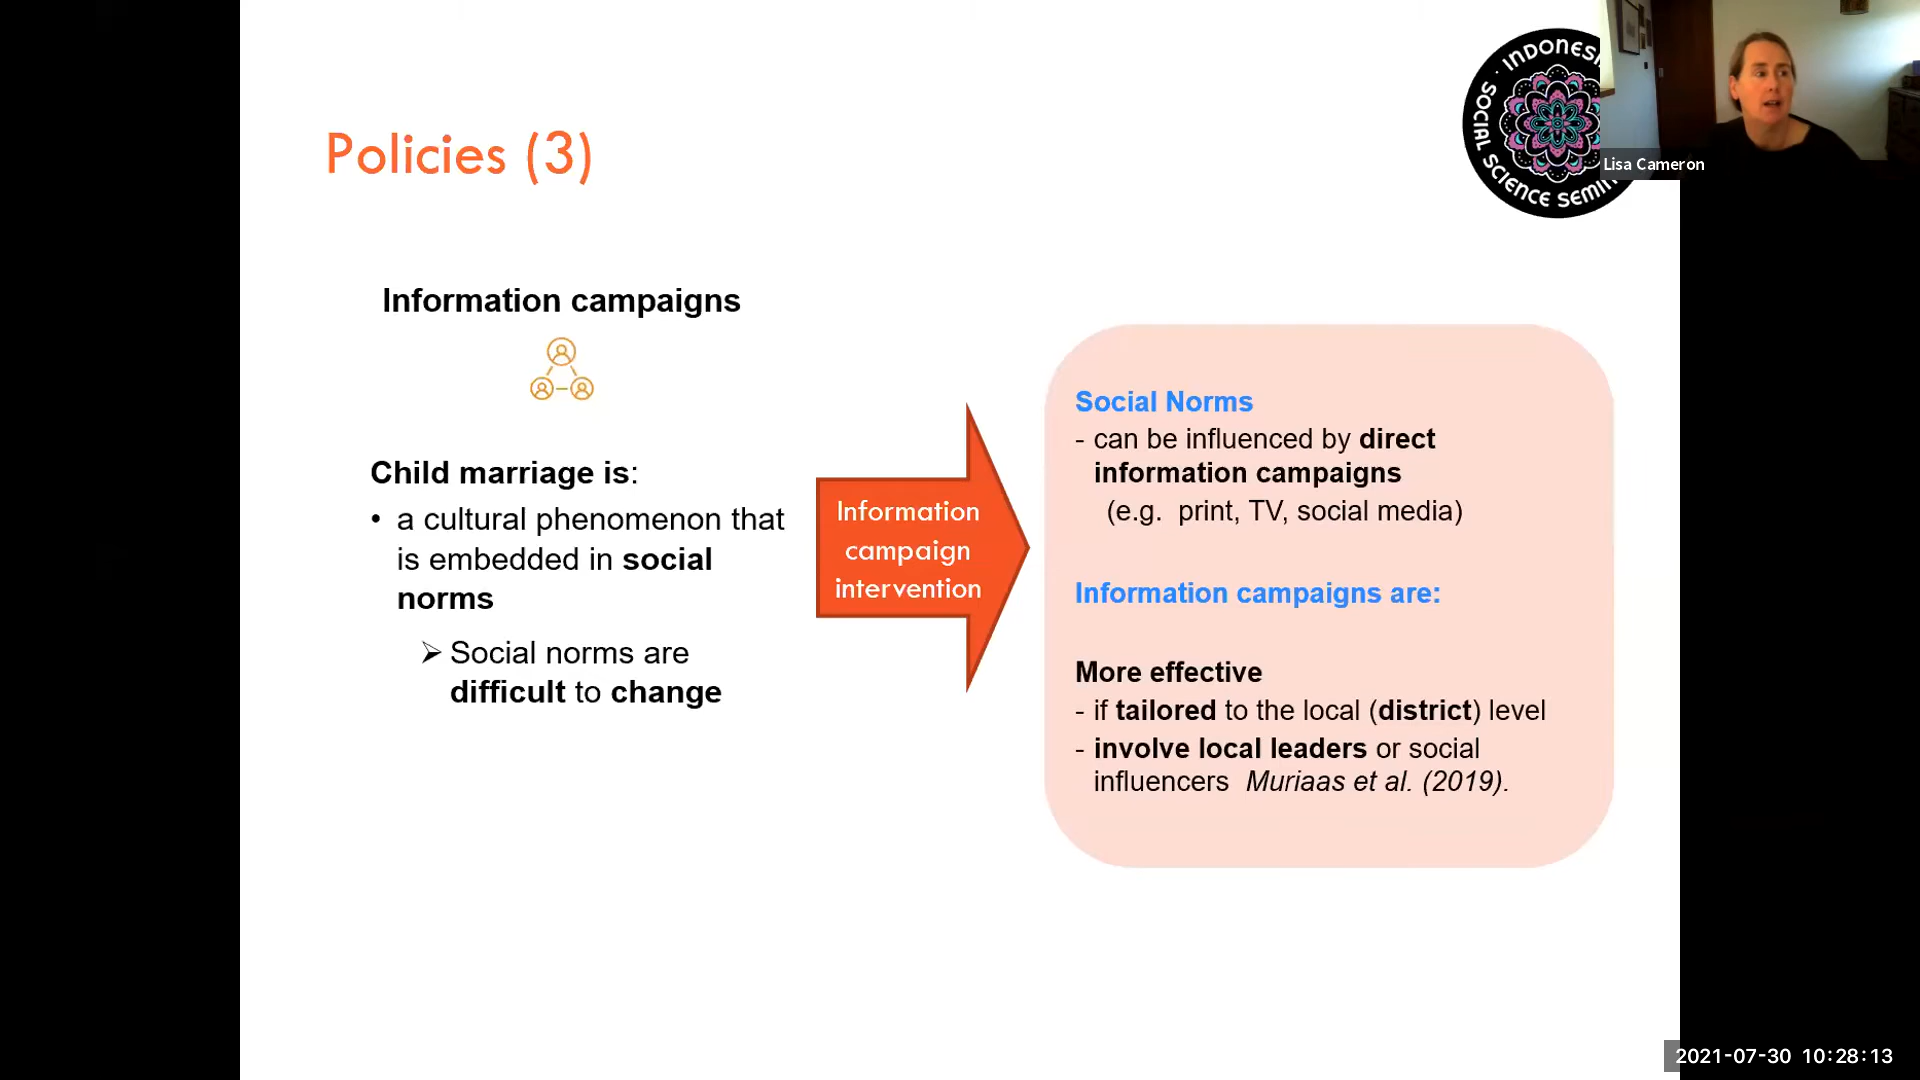 Policies (3)
INDONESI
SOCIAL SCIENCE SEMIN
Lisa Cameron
Information campaigns
Child marriage is:
• a cultural phenomenon that
is embedded in social
norms
➢ Social norms are
difficult to change
Information
campaign
intervention
Social Norms
- can be influenced by direct
information campaigns
(e.g. print, TV, social media)
Information campaigns are:
More effective
- if tailored to the local (district) level
- involve local leaders or social
influencers Muriaas et al. (2019).
2021-07-30 10:28:13